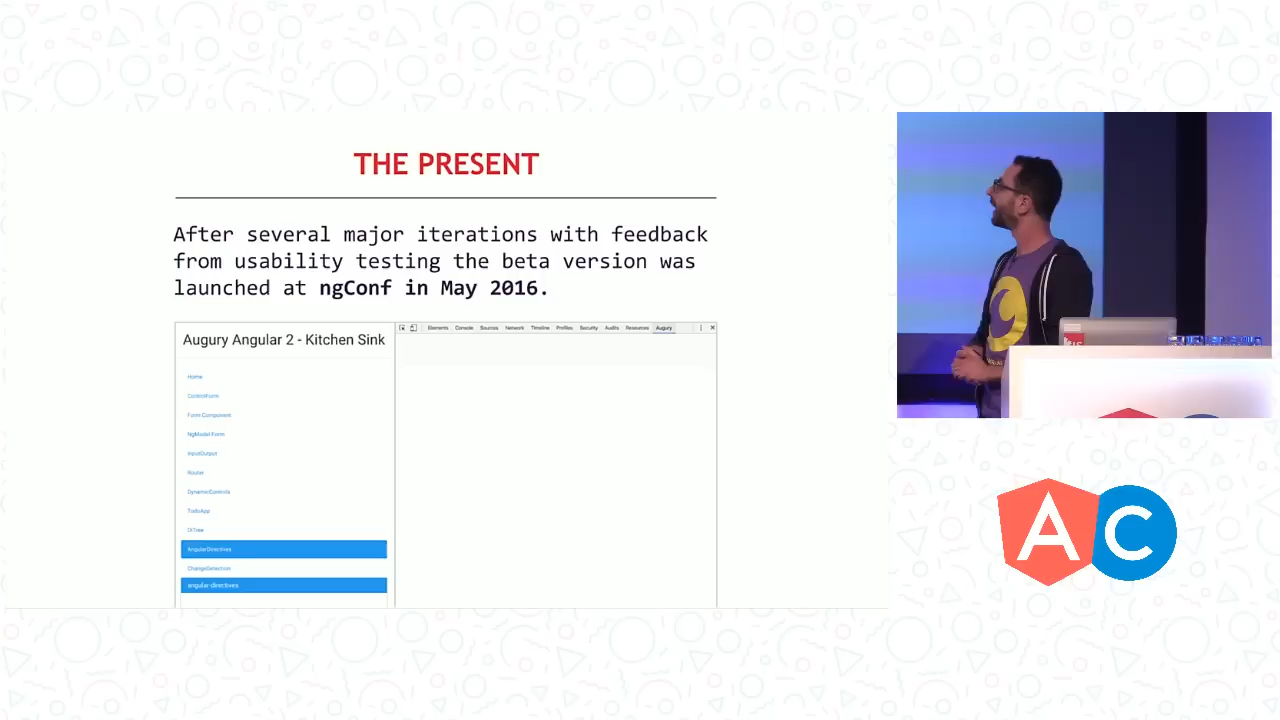 THE PRESENT
After several major iterations with feedback
from usability testing the beta version was
launched at ngConf in May 2016.
Augury Angular 2 - Kitchen Sink
Elements Console Sources Network Timeline Profiles Security Audits Resources Augury
Home
ControlForm
Form Component
NgModel Form
InputOutput
Router
DynamicControls
TodoApp
DITree
AngularDirectives
ChangeDetection
angular-directives
AC